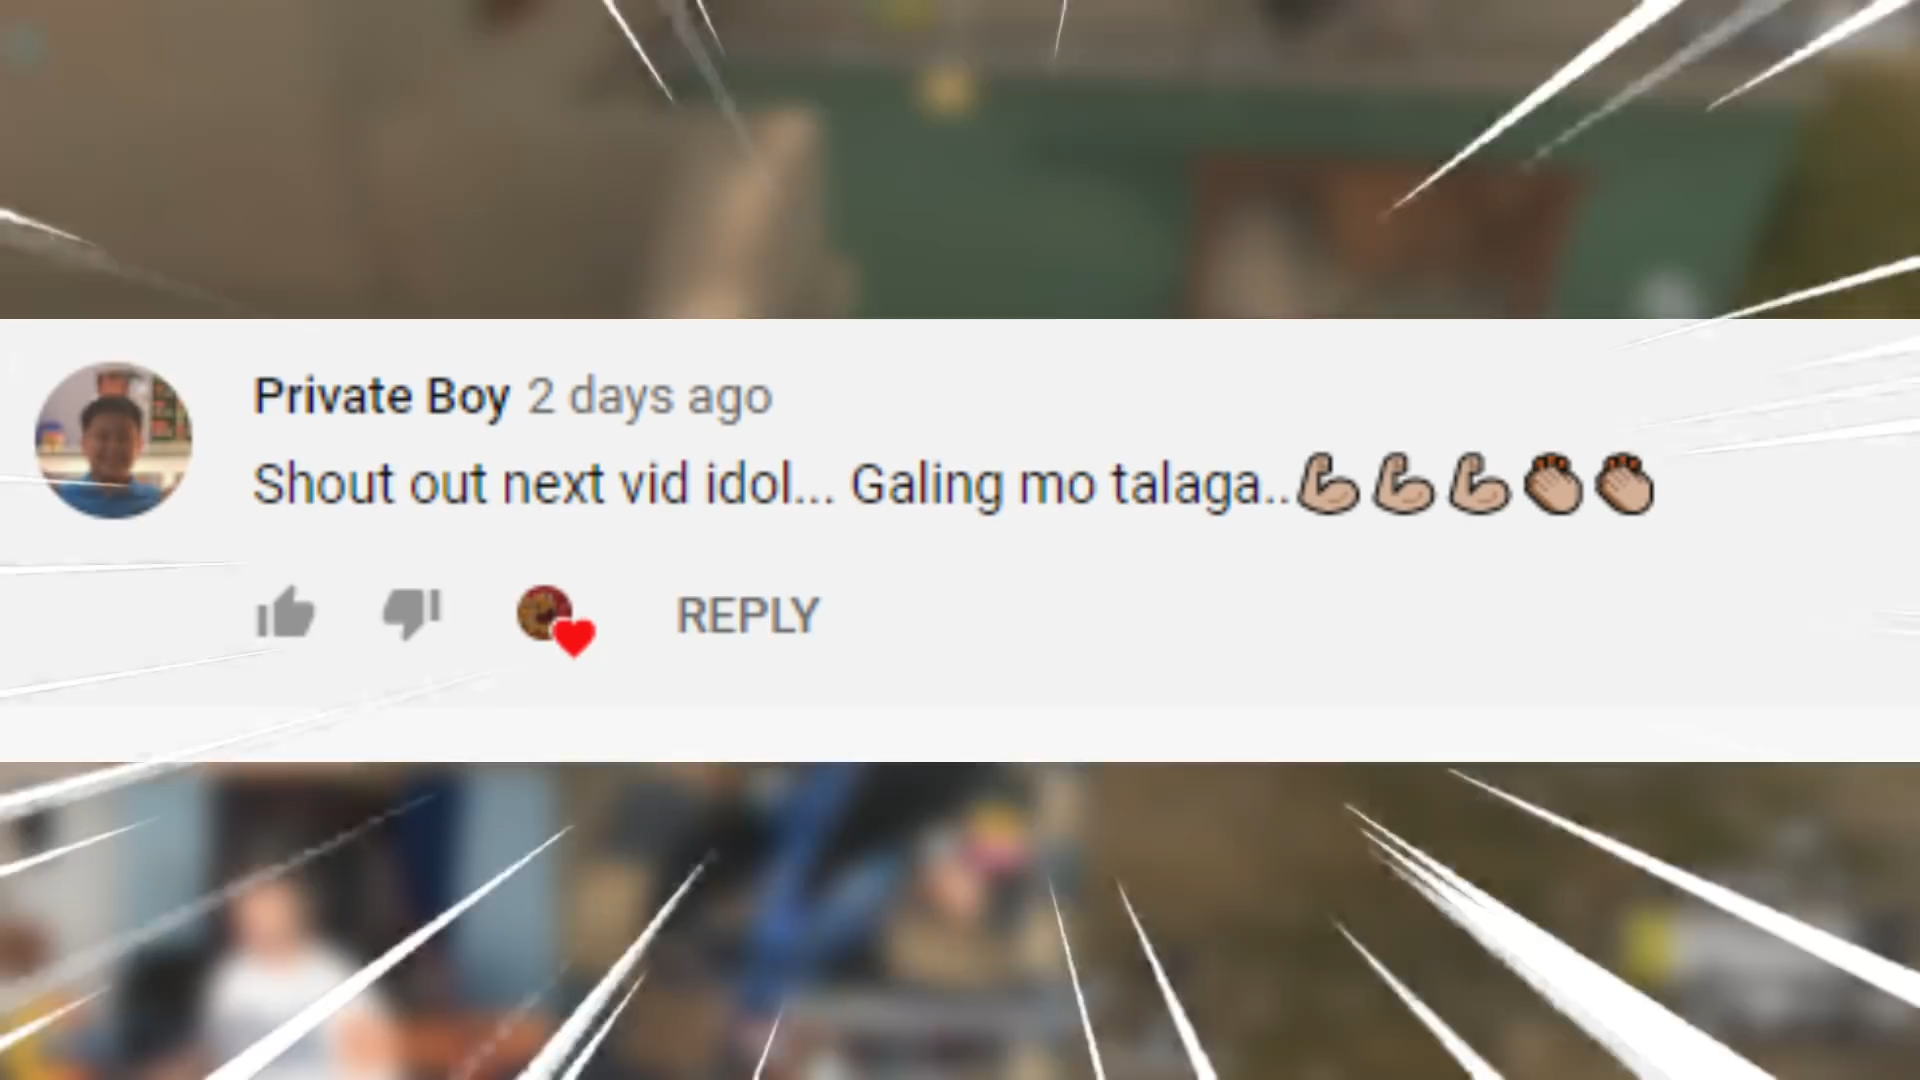 Private Boy 2 days ago
Shout out next vid idol... Galing mo talaga..💪🏼💪🏼💪🏼👏🏼👏🏼
REPLY